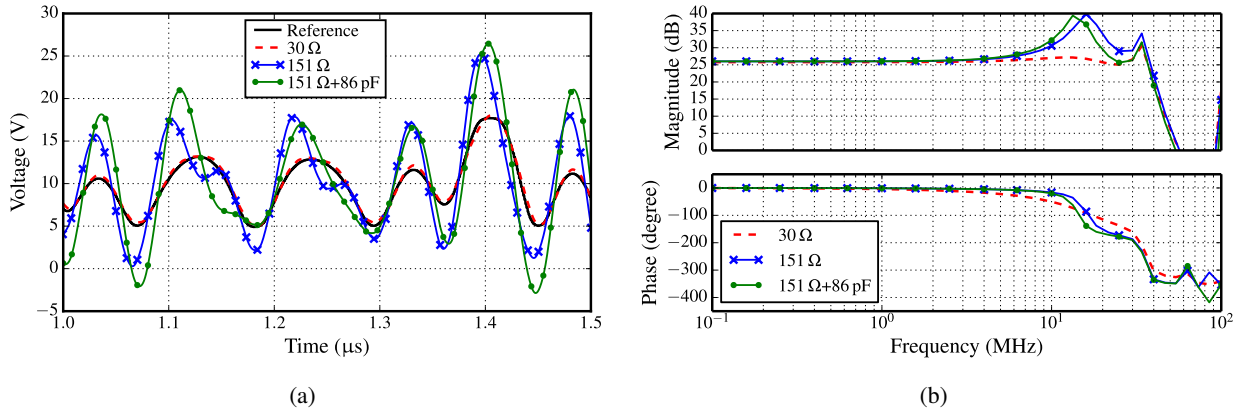 30
25
20
15
10
5
0
−5
Voltage (V)
Reference
30 Ω
151 Ω
151 Ω+86 pF
1.0
1.1
1.2
1.3
1.4
1.5
Time (μs)
(a)
40
35
30
25
20
15
10
5
0
Magnitude (dB)
0
−100
−200
−300
−400
Phase (degree)
30 Ω
151 Ω
151 Ω+86 pF
10⁻¹
10⁰
10¹
10²
Frequency (MHz)
(b)